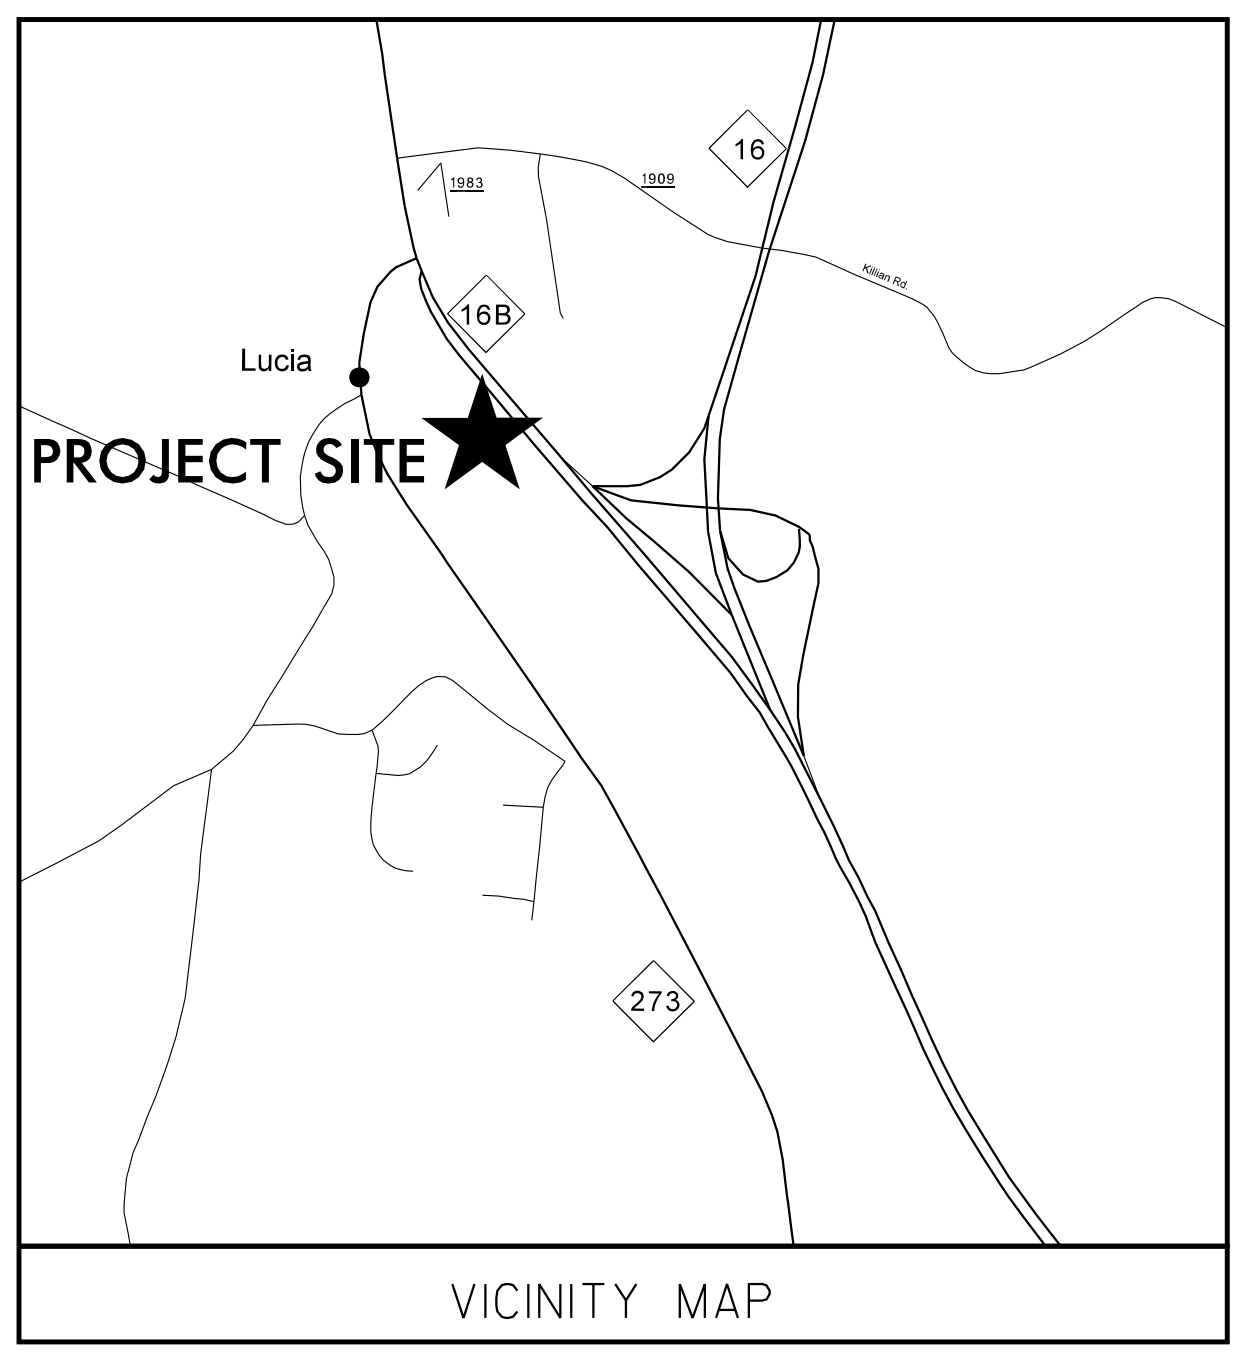 16
1983
1909
Killian Rd.
16B
Lucia
PROJECT SITE
273
VICINITY MAP